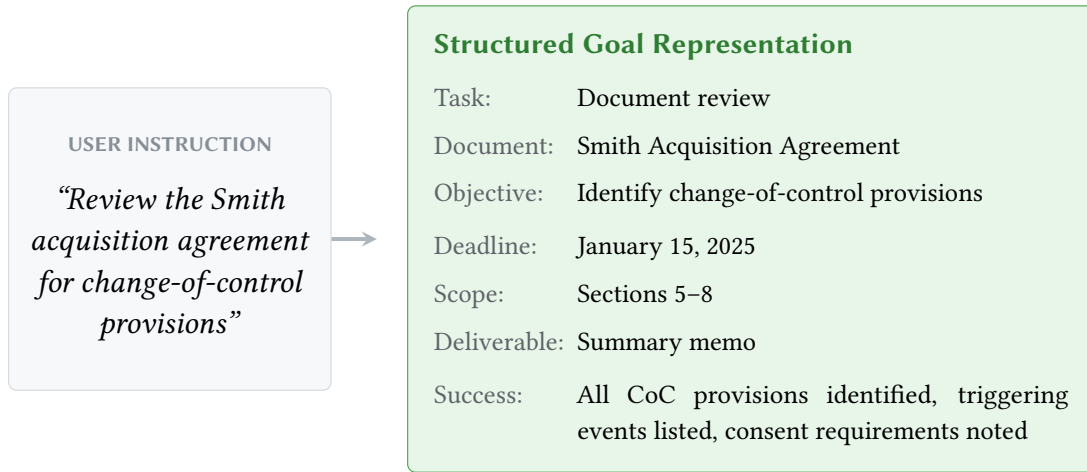 USER INSTRUCTION
“Review the Smith
acquisition agreement
for change-of-control
provisions”
Structured Goal Representation
Task: Document review
Document: Smith Acquisition Agreement
Objective: Identify change-of-control provisions
Deadline: January 15, 2025
Scope: Sections 5–8
Deliverable: Summary memo
Success: All CoC provisions identified, triggering
events listed, consent requirements noted